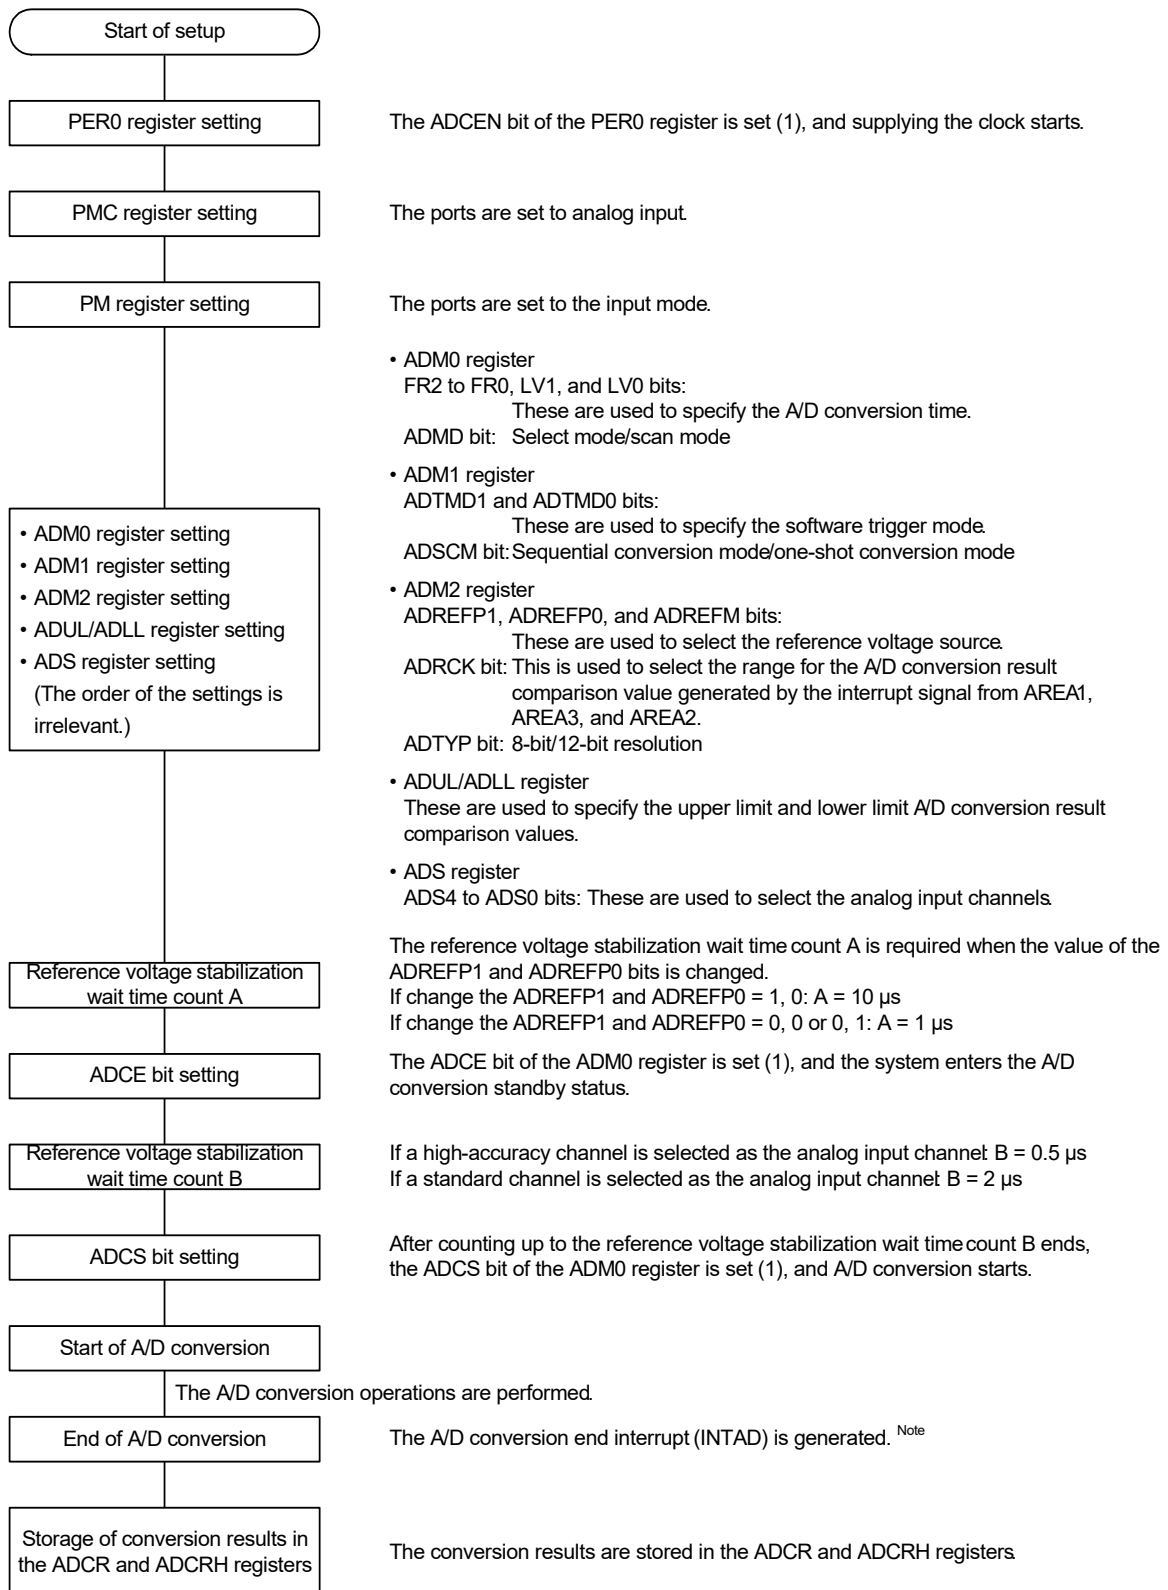 Start of setup
PER0 register setting
The ADCEN bit of the PER0 register is set (1), and supplying the clock starts.
PMC register setting
The ports are set to analog input.
PM register setting
The ports are set to the input mode.
• ADM0 register setting
• ADM1 register setting
• ADM2 register setting
• ADUL/ADLL register setting
• ADS register setting
(The order of the settings is
irrelevant.)
• ADM0 register
FR2 to FR0, LV1, and LV0 bits:
These are used to specify the A/D conversion time.
ADMD bit: Select mode/scan mode
• ADM1 register
ADTMD1 and ADTMD0 bits:
These are used to specify the software trigger mode.
ADSCM bit: Sequential conversion mode/one-shot conversion mode
• ADM2 register
ADREFP1, ADREFP0, and ADREFM bits:
These are used to select the reference voltage source.
ADRCK bit: This is used to select the range for the A/D conversion result
comparison value generated by the interrupt signal from AREA1,
AREA3, and AREA2.
ADTYP bit: 8-bit/12-bit resolution
• ADUL/ADLL register
These are used to specify the upper limit and lower limit A/D conversion result
comparison values.
• ADS register
ADS4 to ADS0 bits: These are used to select the analog input channels.
Reference voltage stabilization
wait time count A
The reference voltage stabilization wait time count A is required when the value of the
ADREFP1 and ADREFP0 bits is changed.
If change the ADREFP1 and ADREFP0 = 1, 0: A = 10 µs
If change the ADREFP1 and ADREFP0 = 0, 0 or 0, 1: A = 1 µs
ADCE bit setting
The ADCE bit of the ADM0 register is set (1), and the system enters the A/D
conversion standby status.
Reference voltage stabilization
wait time count B
If a high-accuracy channel is selected as the analog input channel: B = 0.5 µs
If a standard channel is selected as the analog input channel: B = 2 µs
ADCS bit setting
After counting up to the reference voltage stabilization wait time count B ends,
the ADCS bit of the ADM0 register is set (1), and A/D conversion starts.
Start of A/D conversion
The A/D conversion operations are performed.
End of A/D conversion
The A/D conversion end interrupt (INTAD) is generated. Note
Storage of conversion results in
the ADCR and ADCRH registers
The conversion results are stored in the ADCR and ADCRH registers.